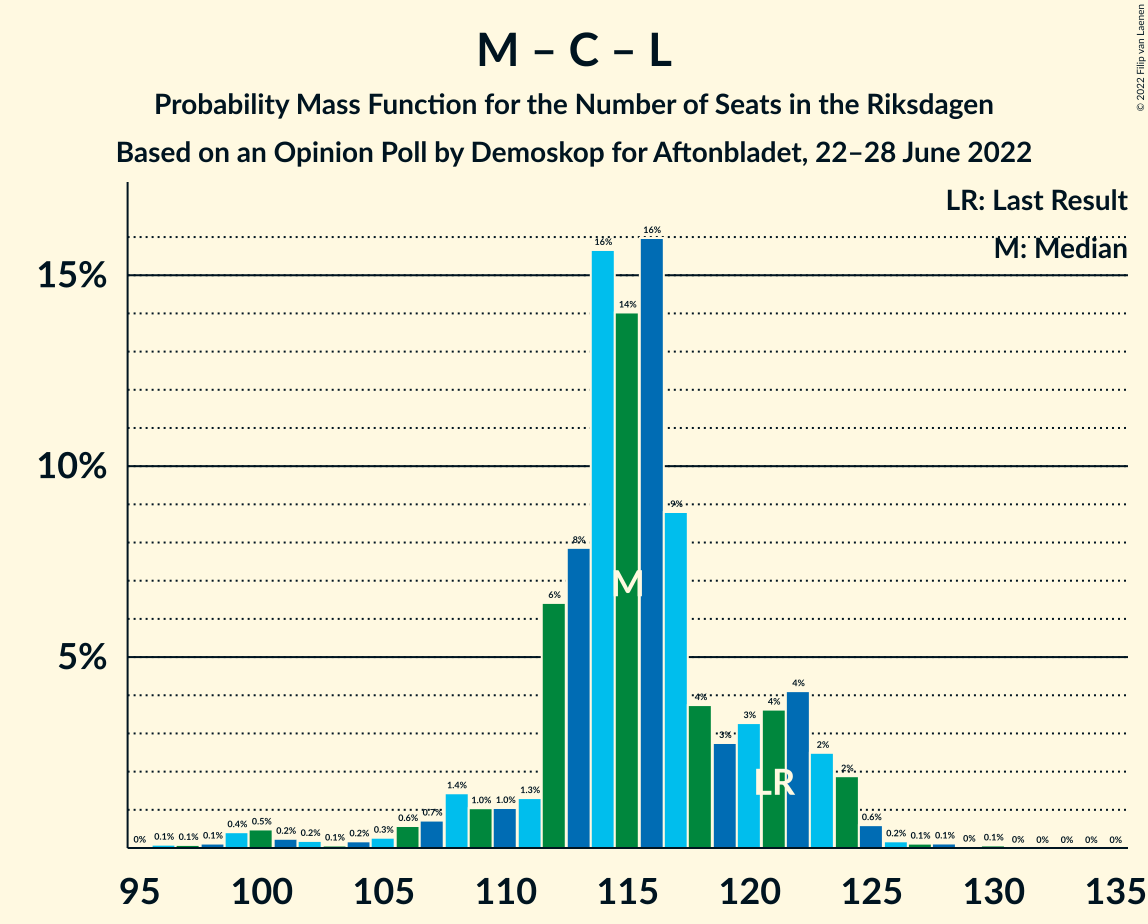 M – C – L
Probability Mass Function for the Number of Seats in the Riksdagen
Based on an Opinion Poll by Demoskop for Aftonbladet, 22–28 June 2022
© 2022 Filip van Laenen
LR: Last Result
M: Median
15%
10%
5%
0% 0.1% 0.1% 0.1% 0.4% 0.5% 0.2% 0.2% 0.1% 0.2% 0.3% 0.6% 0.7% 1.4% 1.0% 1.0% 1.3% 6% 8% 16% 14% 16% 9% 4% 3% 3% 4% 4% 2% 2% 0.6% 0.2% 0.1% 0.1% 0% 0.1% 0% 0% 0% 0% 0%
M
LR
95 100 105 110 115 120 125 130 135